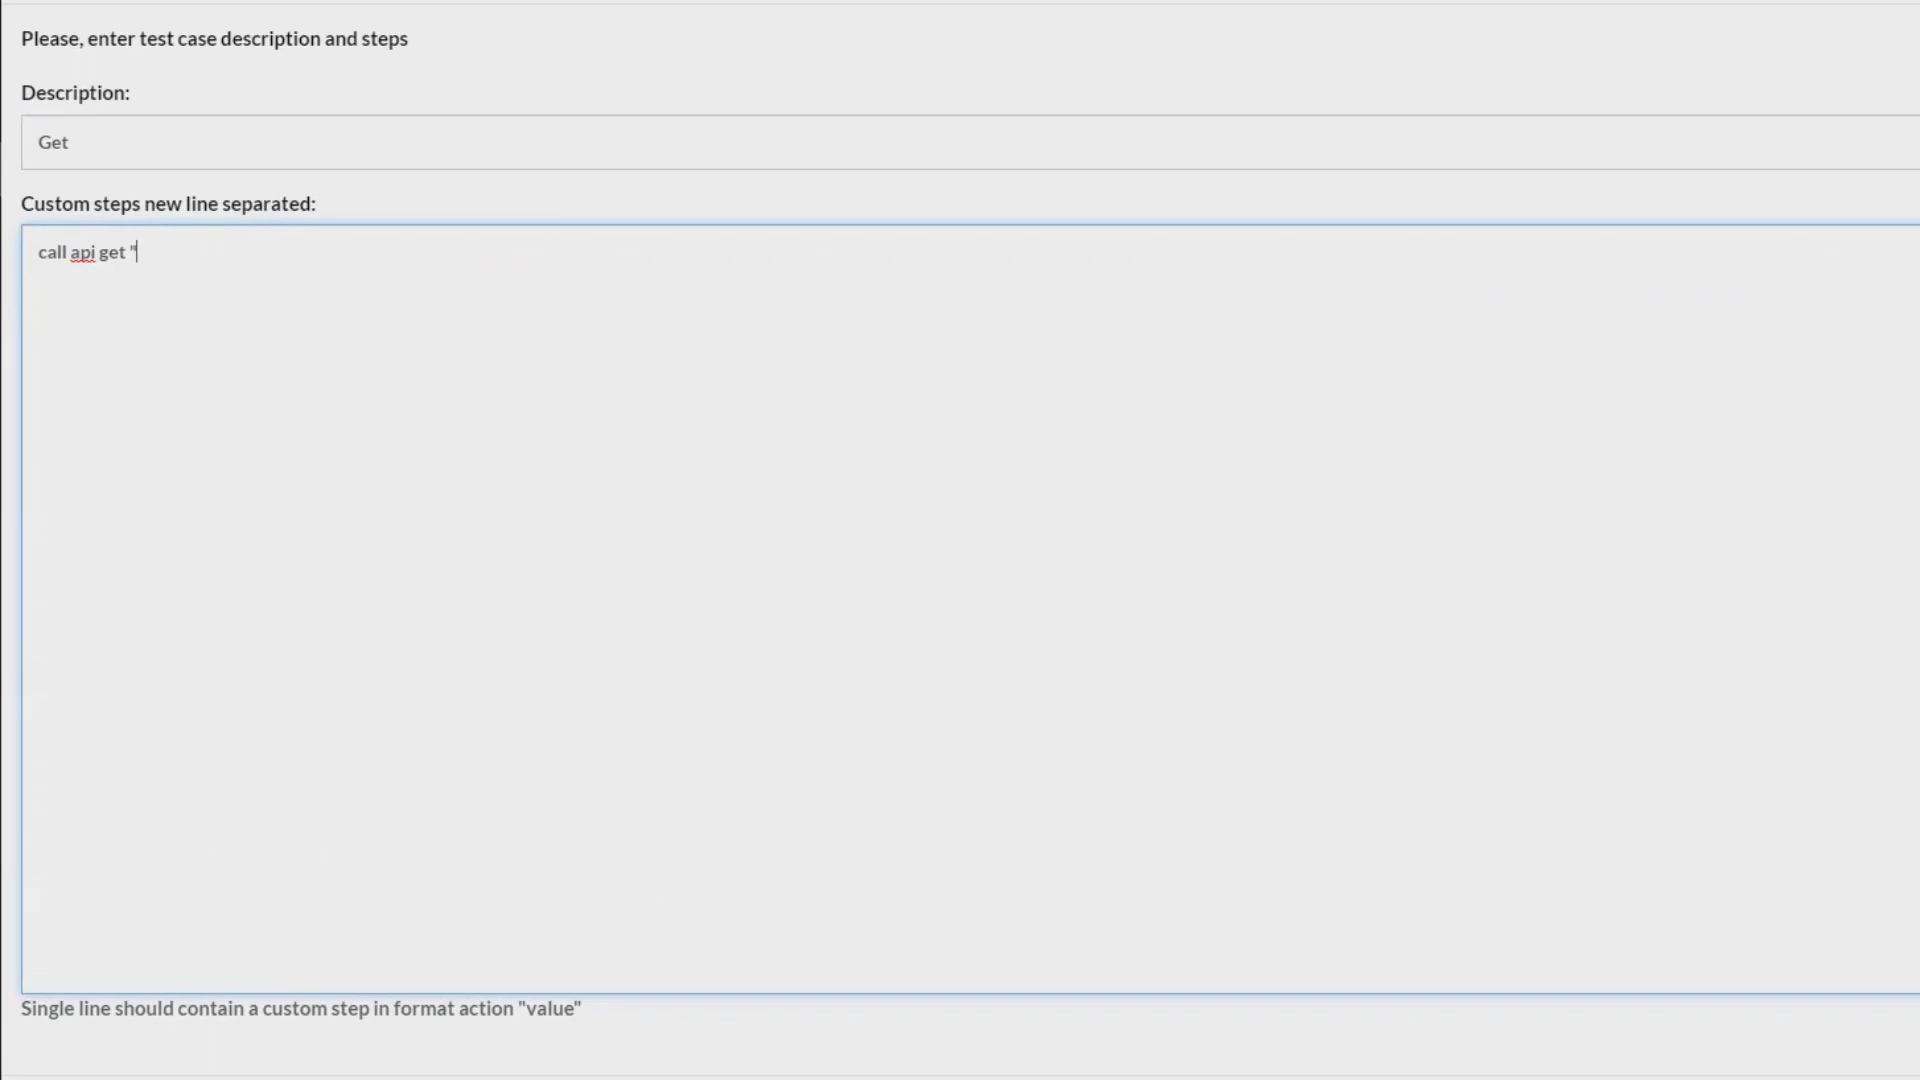 Please, enter test case description and steps
Description:
Get
Custom steps new line separated:
call api get "
Single line should contain a custom step in format action "value"